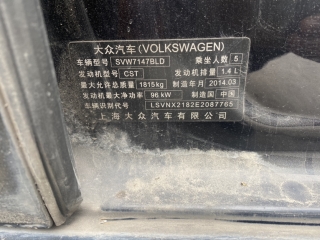 大众汽车(VOLKSWAGEN)
车辆型号 SVW7147BLD 乘坐人数 5
发动机型号 CST 发动机排量 1.4 L
最大允许总质量 1815kg 制造年月 2014.03
发动机最大净功率 96 kW 制造国 中国
车辆识别代号 LSVNX2182E2087765
上海大众汽车有限公司